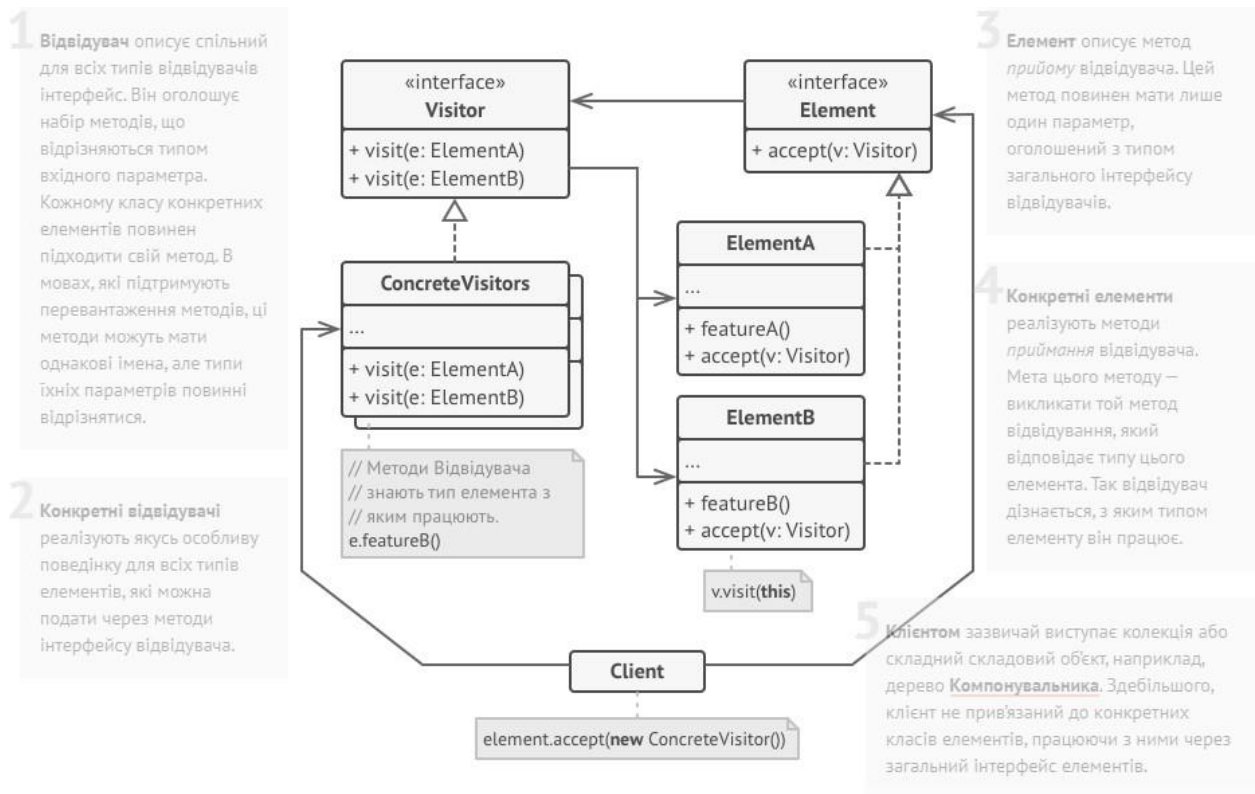 1
Відвідувач описує спільний
для всіх типів відвідувачів
інтерфейс. Він оголошує
набір методів, що
відрізняються типом
вхідного параметра.
Кожному класу конкретних
елементів повинен
підходити свій метод. В
мовах, які підтримують
перевантаження методів, ці
методи можуть мати
однакові імена, але типи
їхніх параметрів повинні
відрізнятися.
2
Конкретні відвідувачі
реалізують якусь особливу
поведінку для всіх типів
елементів, які можна
подати через методи
інтерфейсу відвідувача.
«interface»
Visitor
+ visit(e: ElementA)
+ visit(e: ElementB)
ConcreteVisitors
...
+ visit(e: ElementA)
+ visit(e: ElementB)
// Методи Відвідувача
// знають тип елемента з
// яким працюють.
e.featureB()
«interface»
Element
+ accept(v: Visitor)
ElementA
...
+ featureA()
+ accept(v: Visitor)
ElementB
...
+ featureB()
+ accept(v: Visitor)
v.visit(this)
Client
element.accept(new ConcreteVisitor())
3
Елемент описує метод
прийому відвідувача. Цей
метод повинен мати лише
один параметр,
оголошений з типом
загального інтерфейсу
відвідувачів.
4
Конкретні елементи
реалізують методи
приймання відвідувача.
Мета цього методу —
викликати той метод
відвідування, який
відповідає типу цього
елемента. Так відвідувач
дізнається, з яким типом
елементу він працює.
5
Клієнтом зазвичай виступає колекція або
складний складовий об'єкт, наприклад,
дерево Компонувальника. Здебільшого,
клієнт не прив'язаний до конкретних
класів елементів, працюючи з ними через
загальний інтерфейс елементів.